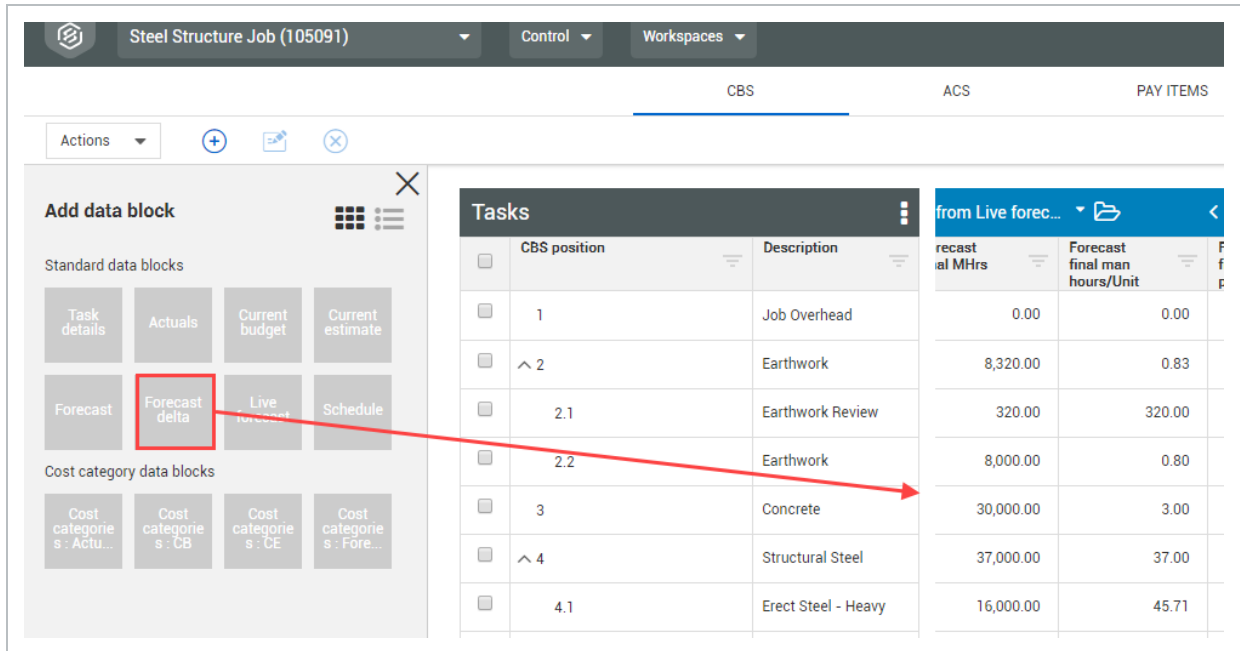 Steel Structure Job (105091)
Control
Workspaces
CBS
ACS
PAY ITEMS
Actions
Add data block
Standard data blocks
Task
details
Actuals
Current
budget
Current
estimate
Forecast
Forecast
delta
Live
forecast
Schedule
Cost category data blocks
Cost
categorie
s : Actu...
Cost
categorie
s : CB
Cost
categorie
s : CE
Cost
categorie
s : Fore...
Tasks
from Live forec...
CBS position
Description
recast
al MHrs
Forecast
final man
hours/Unit
1 Job Overhead 0.00 0.00
2 Earthwork 8,320.00 0.83
2.1 Earthwork Review 320.00 320.00
2.2 Earthwork 8,000.00 0.80
3 Concrete 30,000.00 3.00
4 Structural Steel 37,000.00 37.00
4.1 Erect Steel - Heavy 16,000.00 45.71